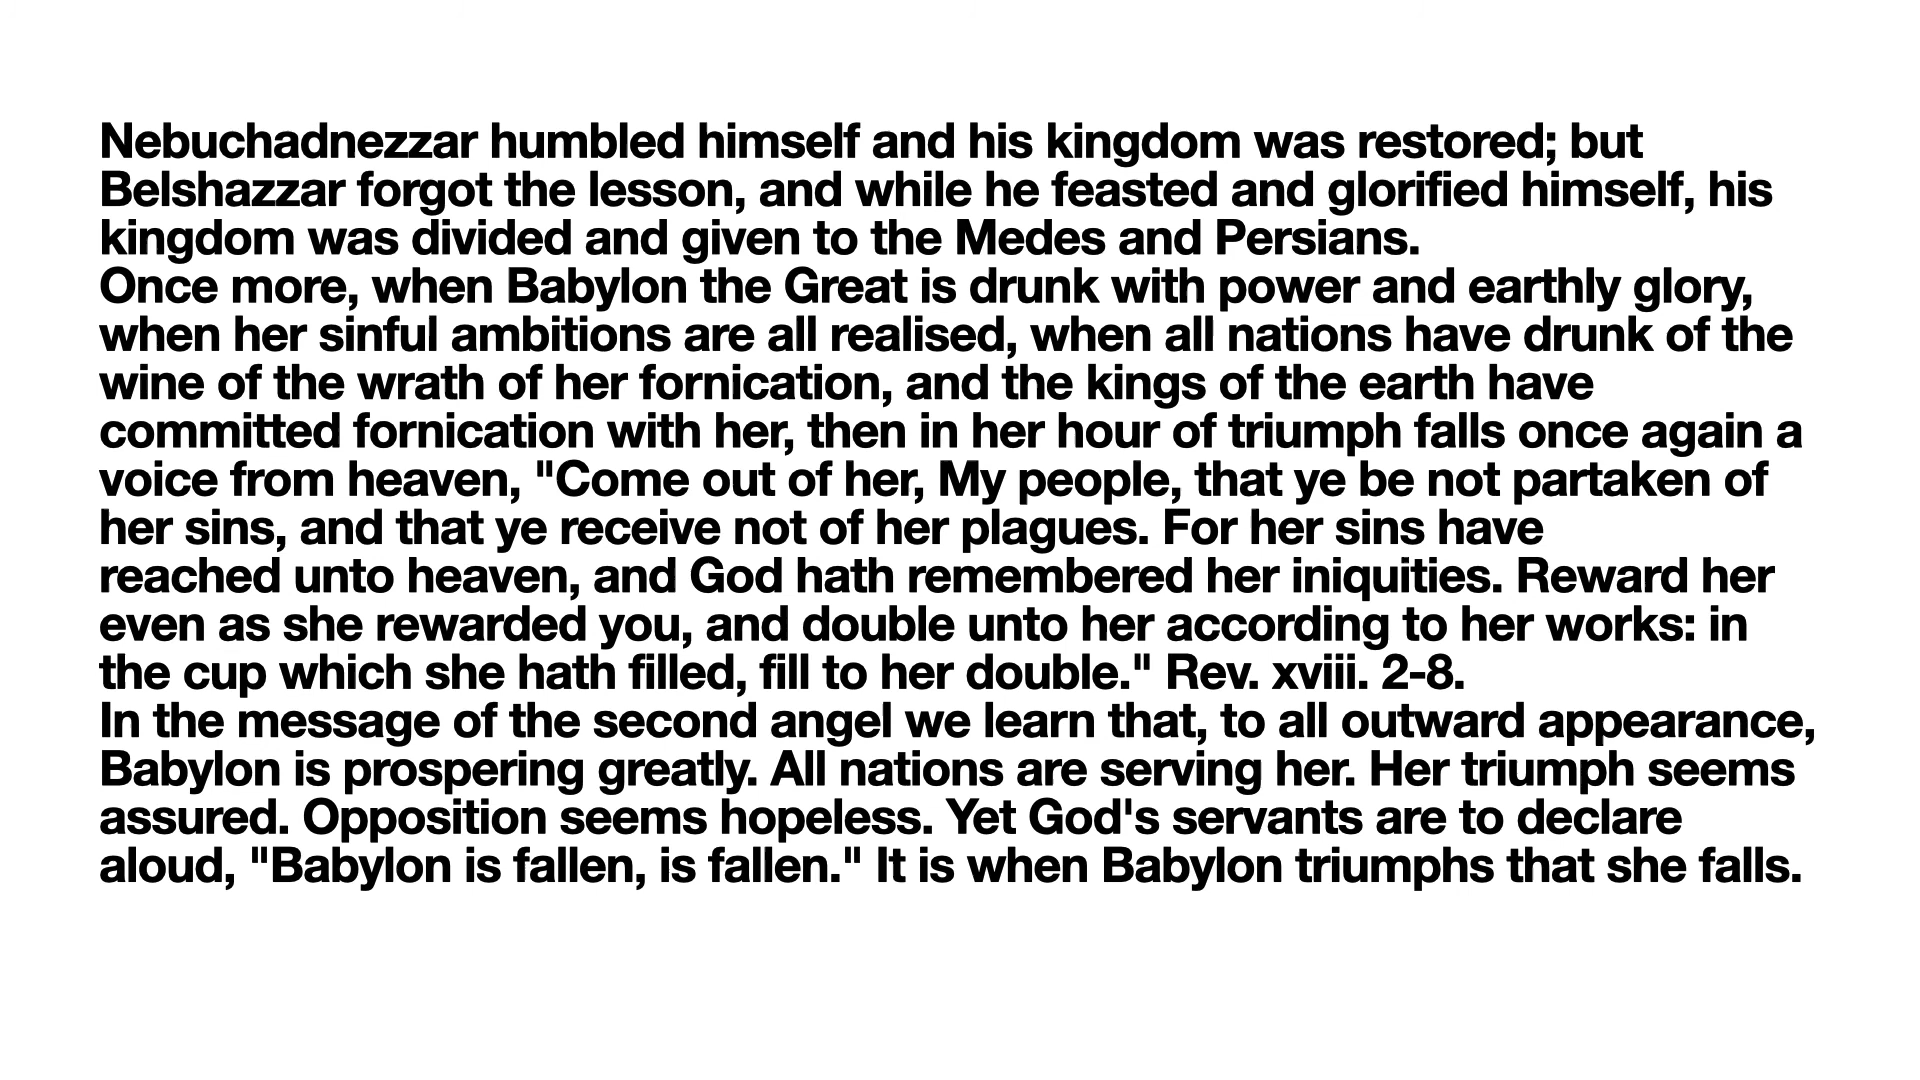 Nebuchadnezzar humbled himself and his kingdom was restored; but
Belshazzar forgot the lesson, and while he feasted and glorified himself, his
kingdom was divided and given to the Medes and Persians.
Once more, when Babylon the Great is drunk with power and earthly glory,
when her sinful ambitions are all realised, when all nations have drunk of the
wine of the wrath of her fornication, and the kings of the earth have
committed fornication with her, then in her hour of triumph falls once again a
voice from heaven, "Come out of her, My people, that ye be not partaken of
her sins, and that ye receive not of her plagues. For her sins have
reached unto heaven, and God hath remembered her iniquities. Reward her
even as she rewarded you, and double unto her according to her works: in
the cup which she hath filled, fill to her double." Rev. xviii. 2-8.
In the message of the second angel we learn that, to all outward appearance,
Babylon is prospering greatly. All nations are serving her. Her triumph seems
assured. Opposition seems hopeless. Yet God's servants are to declare
aloud, "Babylon is fallen, is fallen." It is when Babylon triumphs that she falls.